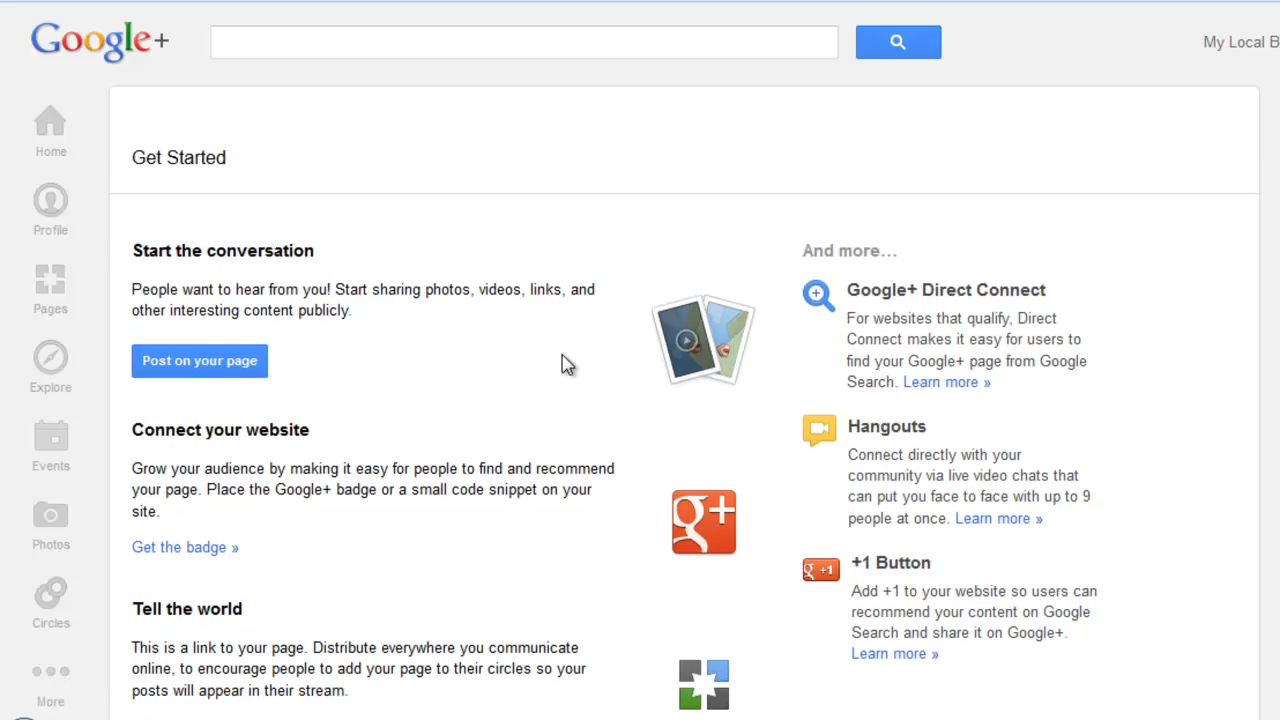 Google+
My Local B
Home
Profile
Pages
Explore
Events
Photos
Circles
More
Get Started
Start the conversation
People want to hear from you! Start sharing photos, videos, links, and
other interesting content publicly.
Post on your page
Connect your website
Grow your audience by making it easy for people to find and recommend
your page. Place the Google+ badge or a small code snippet on your
site.
Get the badge »
g+
Tell the world
This is a link to your page. Distribute everywhere you communicate
online, to encourage people to add your page to their circles so your
posts will appear in their stream.
And more…
Google+ Direct Connect
For websites that qualify, Direct
Connect makes it easy for users to
find your Google+ page from Google
Search. Learn more »
Hangouts
Connect directly with your
community via live video chats that
can put you face to face with up to 9
people at once. Learn more »
g +1
+1 Button
Add +1 to your website so users can
recommend your content on Google
Search and share it on Google+.
Learn more »